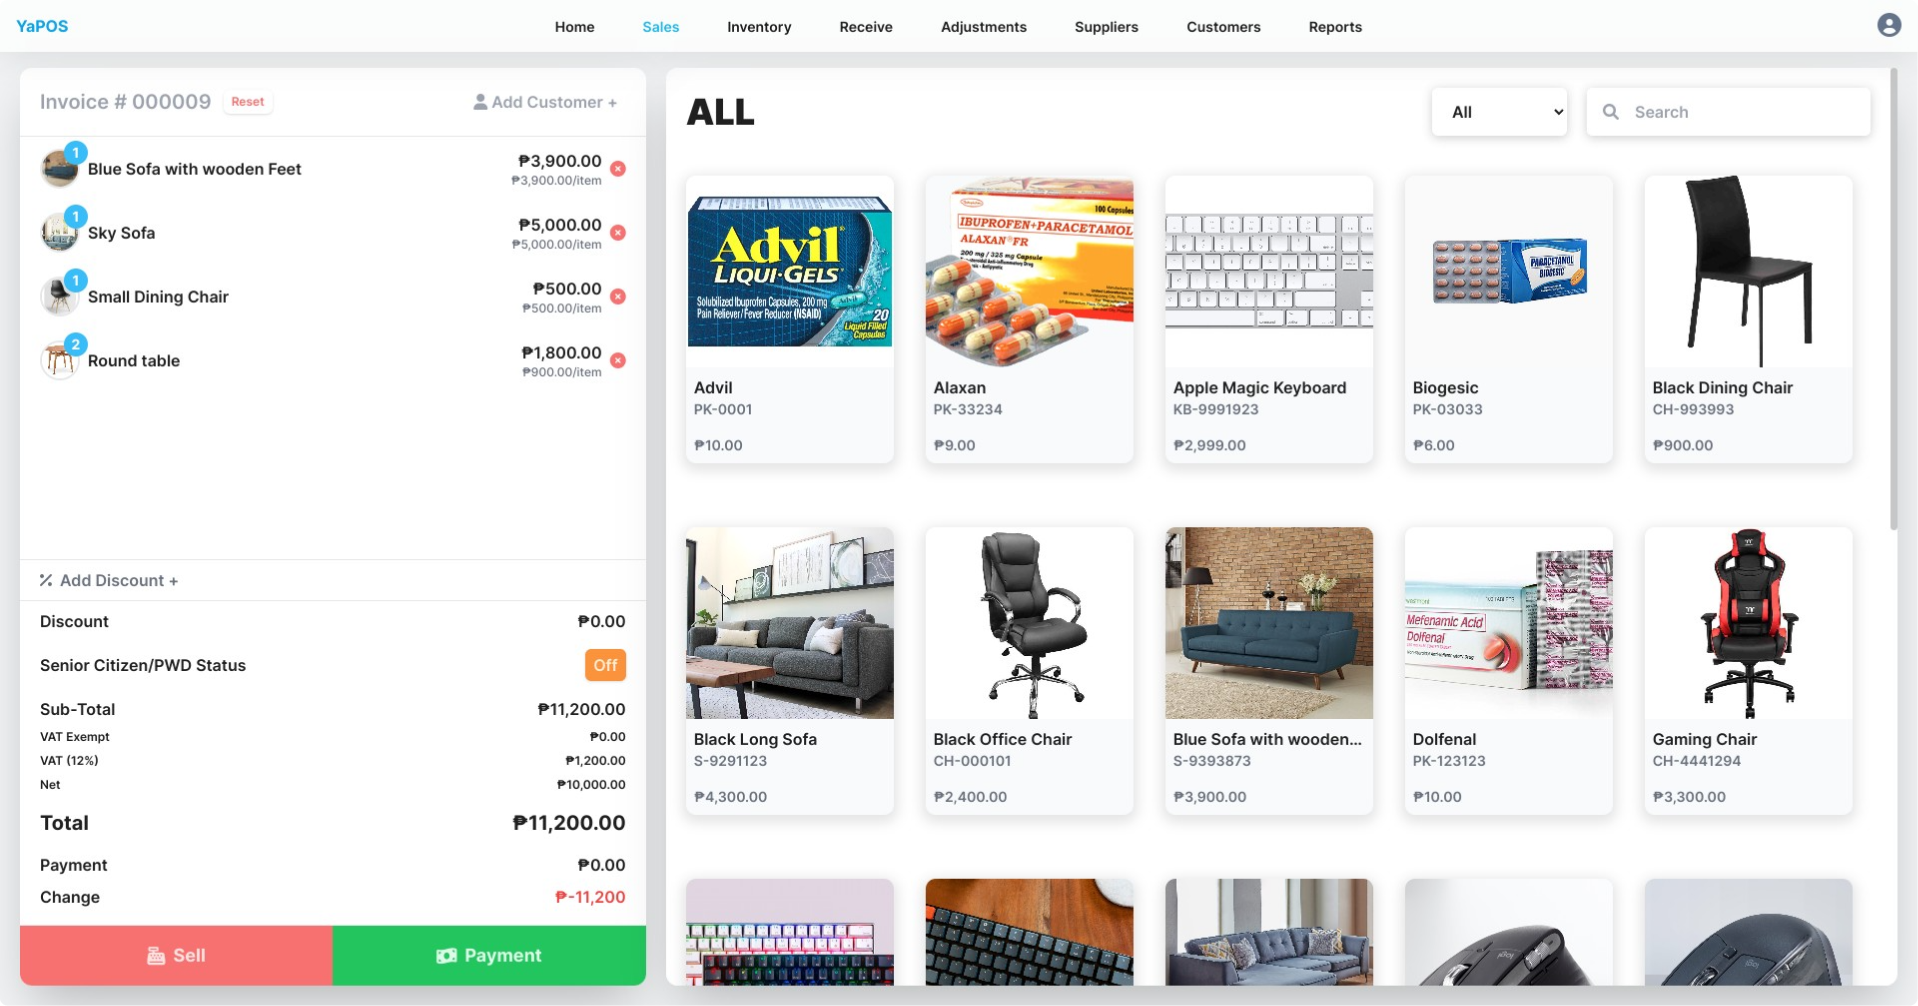 YaPOS
Home Sales Inventory Receive Adjustments Suppliers Customers Reports
Invoice # 000009 Reset Add Customer +
1 Blue Sofa with wooden Feet ₱3,900.00
₱3,900.00/item
1 Sky Sofa ₱5,000.00
₱5,000.00/item
1 Small Dining Chair ₱500.00
₱500.00/item
2 Round table ₱1,800.00
₱900.00/item
Add Discount +
Discount ₱0.00
Senior Citizen/PWD Status Off
Sub-Total ₱11,200.00
VAT Exempt ₱0.00
VAT (12%) ₱1,200.00
Net ₱10,000.00
Total ₱11,200.00
Payment ₱0.00
Change ₱-11,200
Sell Payment
ALL All Search
Advil
LIQUI·GELS
Solubilized Ibuprofen Capsules, 200 mg
Pain Reliever/Fever Reducer (NSAID)
20
Liquid Filled
Capsules
100 Capsules
IBUPROFEN+PARACETAMOL
ALAXAN FR
200 mg / 325 mg Capsule
PARACETAMOL
BIOGESIC
Advil
PK-0001
₱10.00
Alaxan
PK-33234
₱9.00
Apple Magic Keyboard
KB-9991923
₱2,999.00
Biogesic
PK-03033
₱6.00
Black Dining Chair
CH-993993
₱900.00
Mefenamic Acid
Dolfenal
Black Long Sofa
S-9291123
₱4,300.00
Black Office Chair
CH-000101
₱2,400.00
Blue Sofa with wooden...
S-9393873
₱3,900.00
Dolfenal
PK-123123
₱10.00
Gaming Chair
CH-4441294
₱3,300.00